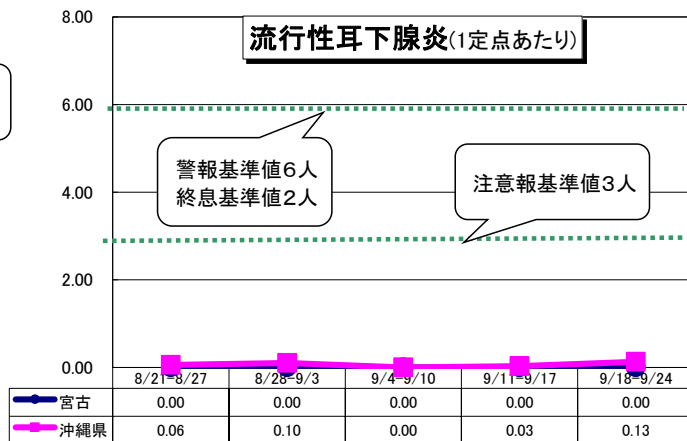 流行性耳下腺炎(1定点あたり)
8.00
6.00
4.00
2.00
0.00
警報基準値6人
終息基準値2人
注意報基準値3人
8/21-8/27 8/28-9/3 9/4-9/10 9/11-9/17 9/18-9/24
宮古 0.00 0.00 0.00 0.00 0.00
沖縄県 0.06 0.10 0.00 0.03 0.13